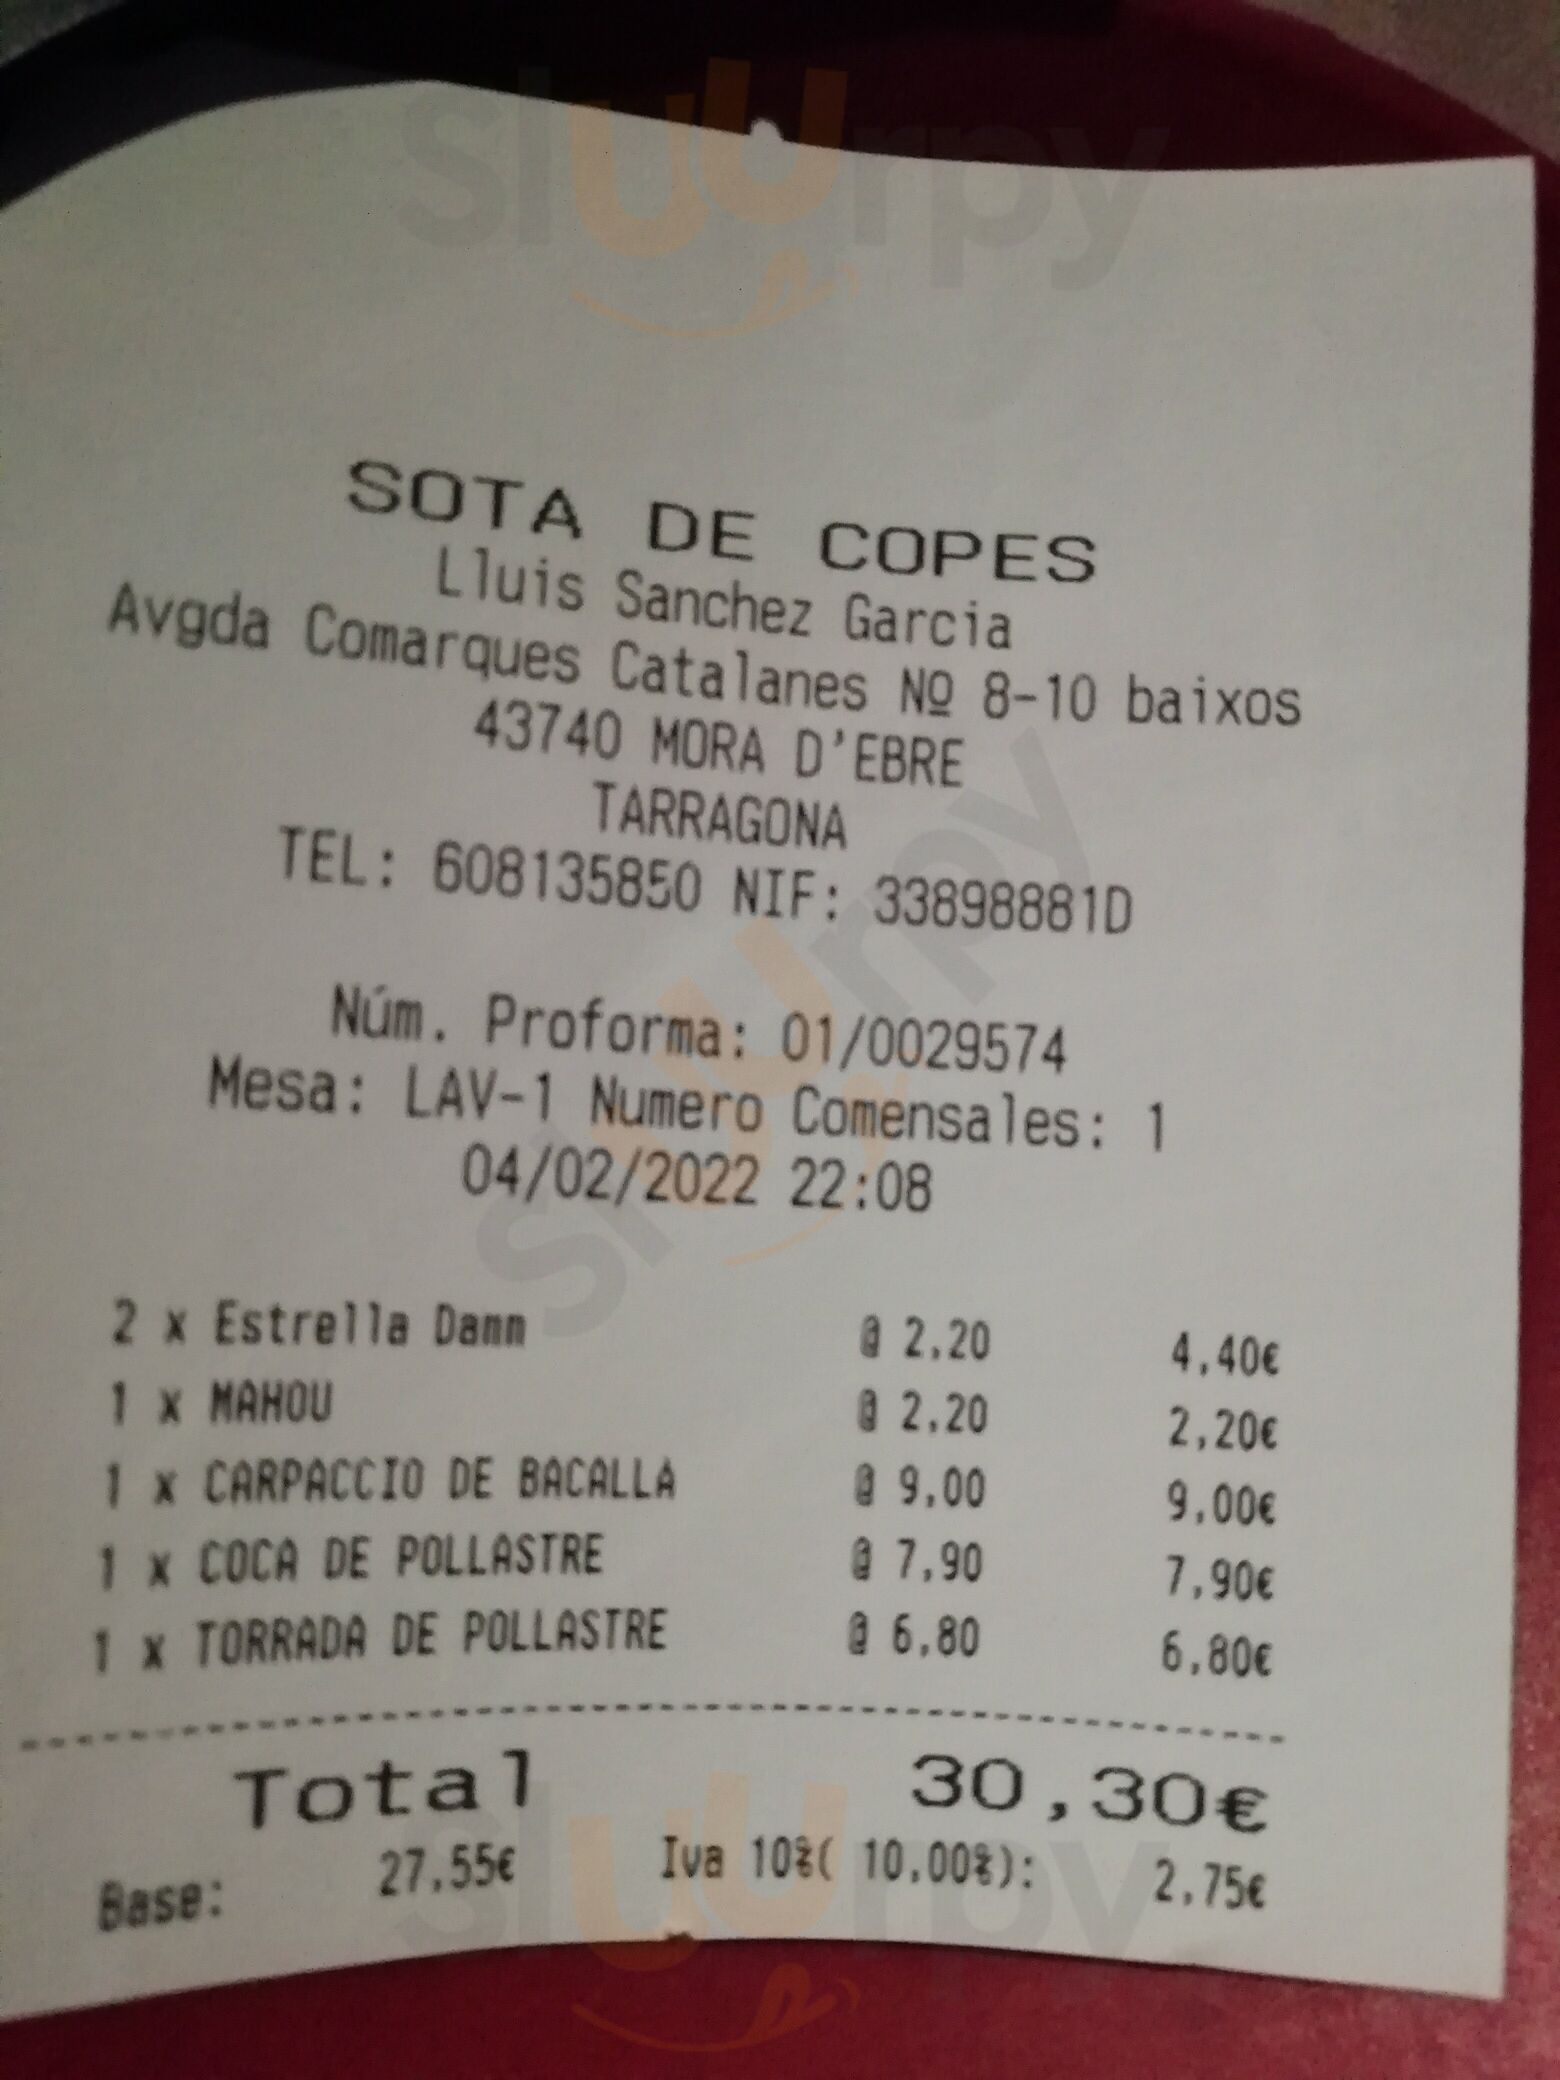 sluurpy
SOTA DE COPES
Lluis Sanchez Garcia
Avgda Comarques Catalanes Nº 8-10 baixos
43740 MORA D'EBRE
TARRAGONA
TEL: 608135850 NIF: 33898881D
sluurpy
Núm. Proforma: 01/0029574
Mesa: LAV-1 Numero Comensales: 1
04/02/2022 22:08
2 x Estrella Damm @ 2,20 4,40€
1 x MAHOU @ 2,20 2,20€
1 x CARPACCIO DE BACALLA @ 9,00 9,00€
1 x COCA DE POLLASTRE @ 7,90 7,90€
1 x TORRADA DE POLLASTRE @ 6,80 6,80€
Total 30,30€
Base: 27,55€ Iva 10%( 10,00%): 2,75€
sluurpy